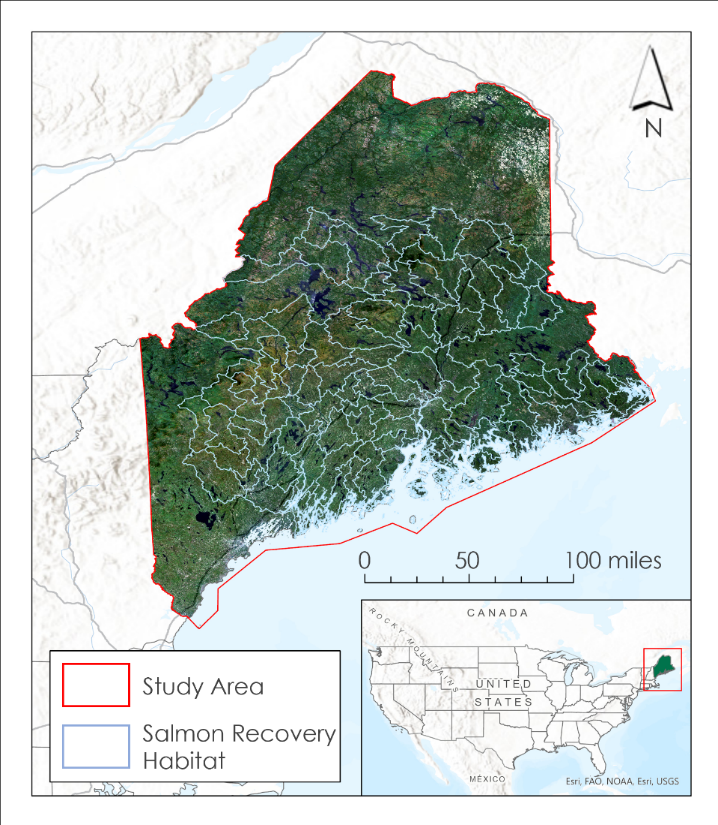 N
0 50 100 miles
Study Area
Salmon Recovery
Habitat
CANADA
ROCKY MOUNTAINS
UNITED
STATES
MÉXICO
Esri, FAO, NOAA, Esri, USGS